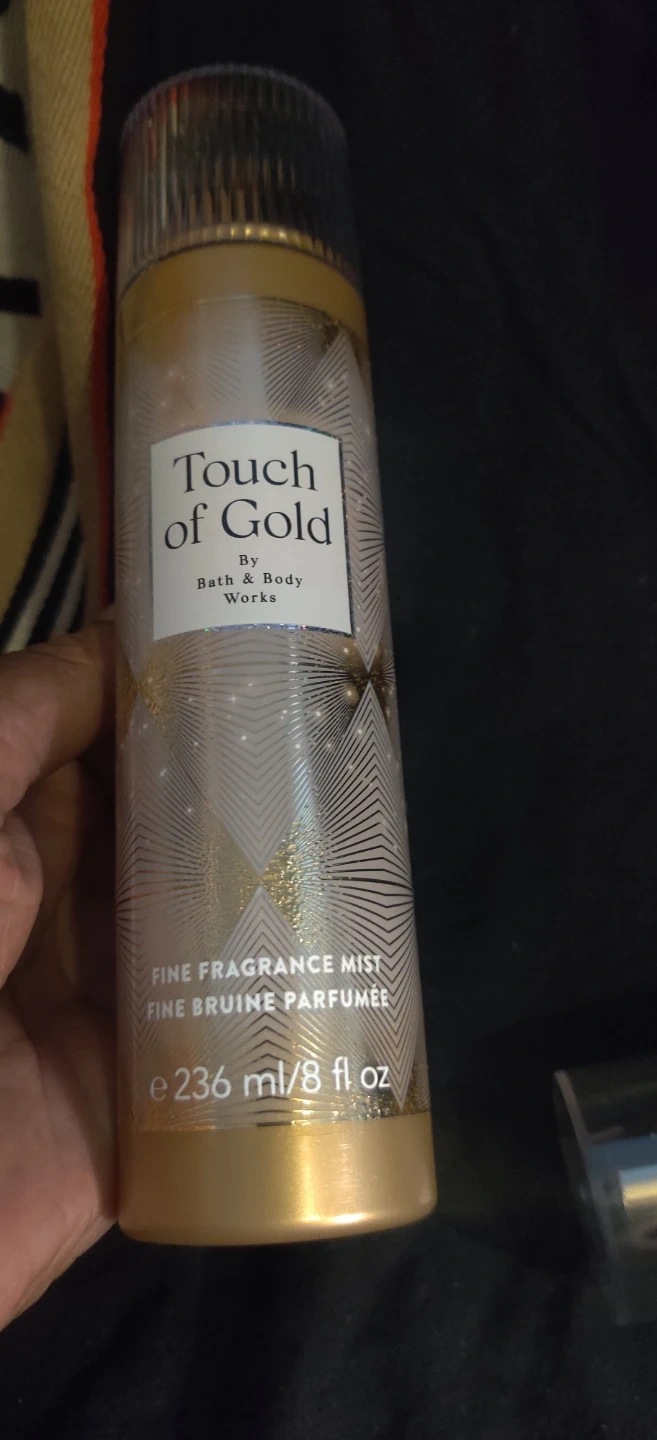 Touch
of Gold
By
Bath & Body
Works
FINE FRAGRANCE MIST
FINE BRUINE PARFUMÉE
e 236 ml/8 fl oz